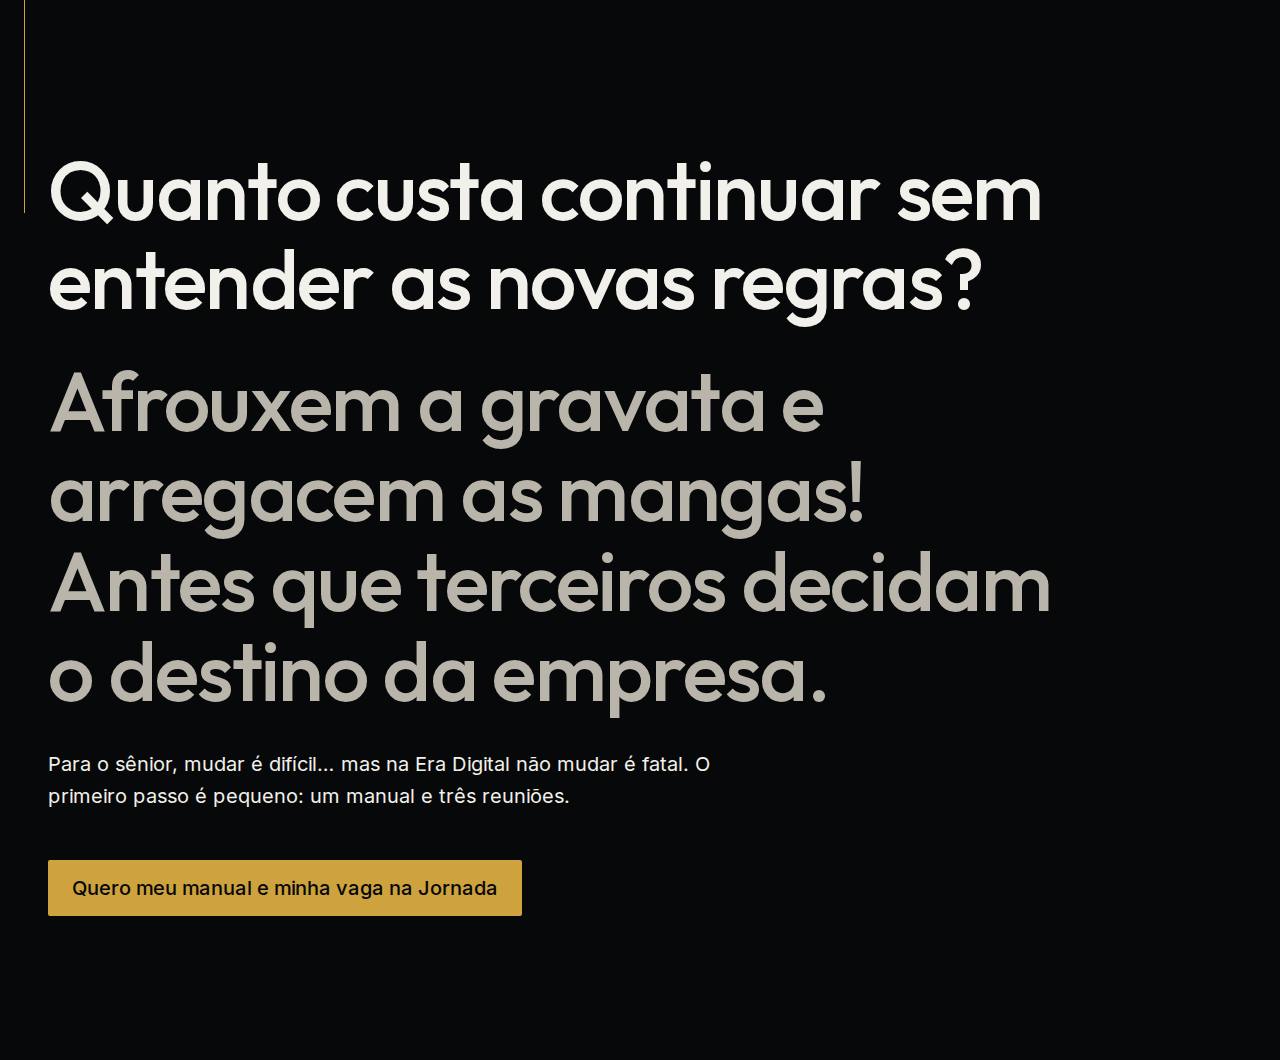 Quanto custa continuar sem
entender as novas regras?
Afrouxem a gravata e
arregacem as mangas!
Antes que terceiros decidam
o destino da empresa.
Para o sênior, mudar é difícil... mas na Era Digital não mudar é fatal. O
primeiro passo é pequeno: um manual e três reuniões.
Quero meu manual e minha vaga na Jornada